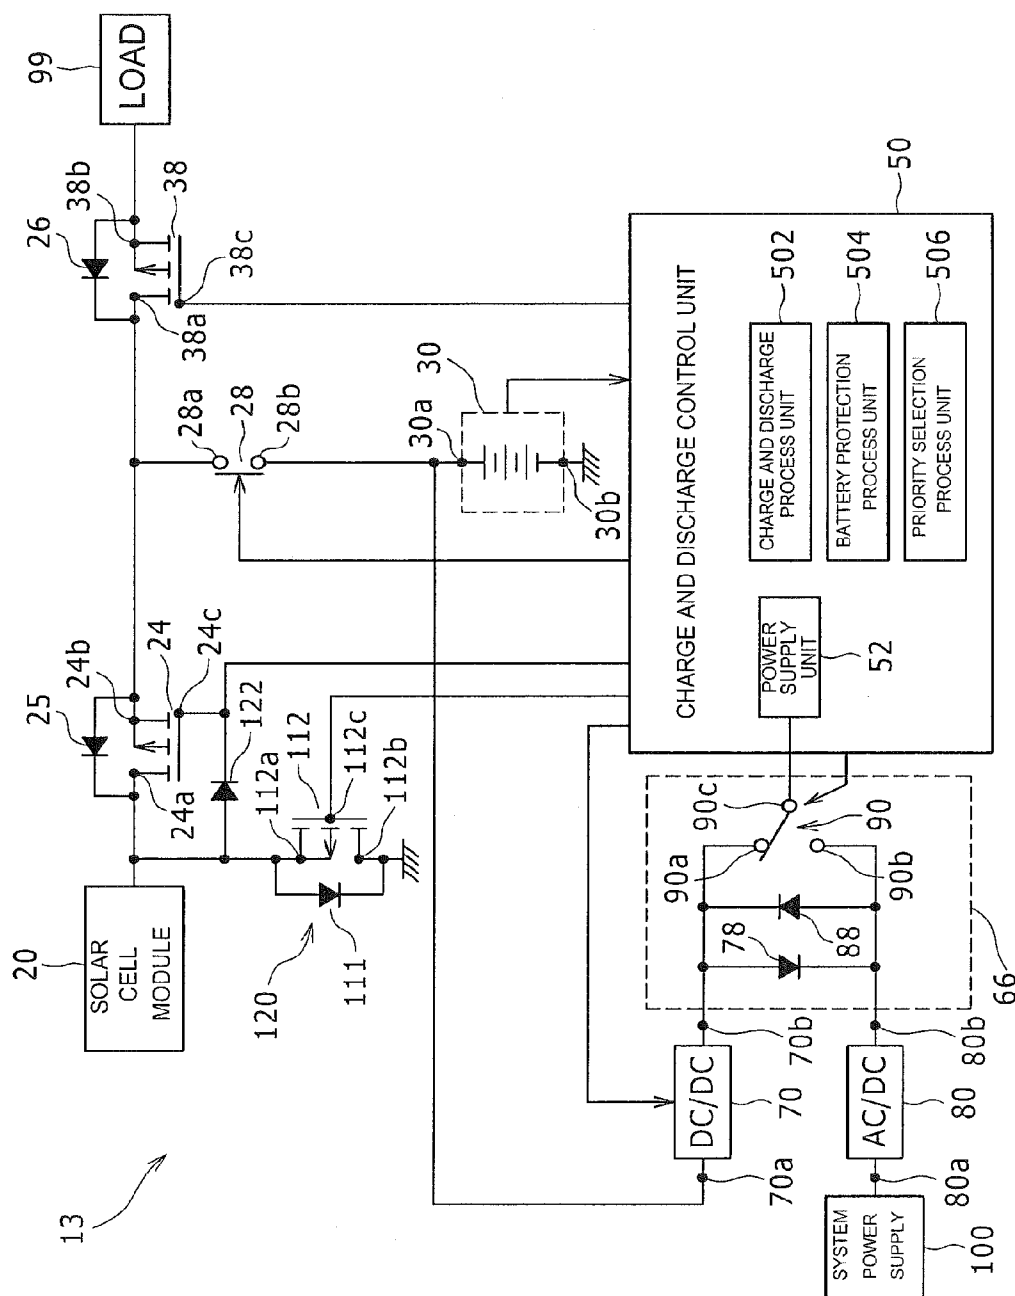 13
20
SOLAR
CELL
MODULE
25
24b
24a
24
24c
122
112a
112
112c
112b
120
111
28a
28
28b
30a
30
30b
26
38b
38
38a
38c
99
LOAD
50
CHARGE AND DISCHARGE CONTROL UNIT
502
CHARGE AND DISCHARGE
PROCESS UNIT
504
BATTERY PROTECTION
PROCESS UNIT
506
PRIORITY SELECTION
PROCESS UNIT
POWER
SUPPLY
UNIT
52
90c
90
90a
90b
78
88
66
70b
80b
DC/DC
70
70a
AC/DC
80
80a
SYSTEM
POWER
SUPPLY
100